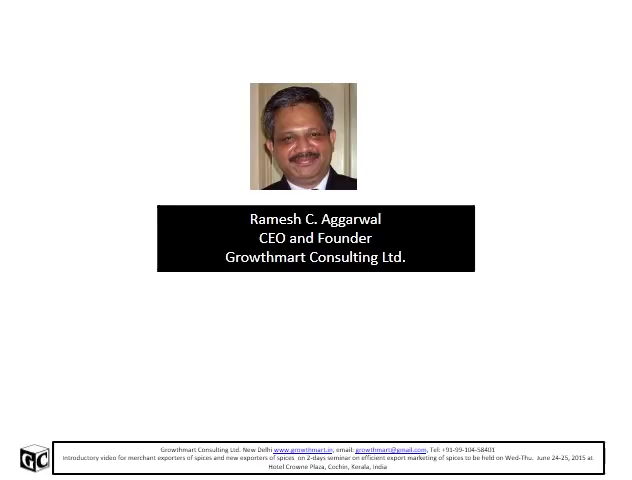 Ramesh C. Aggarwal
CEO and Founder
Growthmart Consulting Ltd.
GC
Growthmart Consulting Ltd. New Delhi www.growthmart.in, email: growthmart@gmail.com, Tel: +91-99-104-58401
Introductory video for merchant exporters of spices and new exporters of spices on 2-days seminar on efficient export marketing of spices to be held on Wed-Thu. June 24-25, 2015 at
Hotel Crowne Plaza, Cochin, Kerala, India